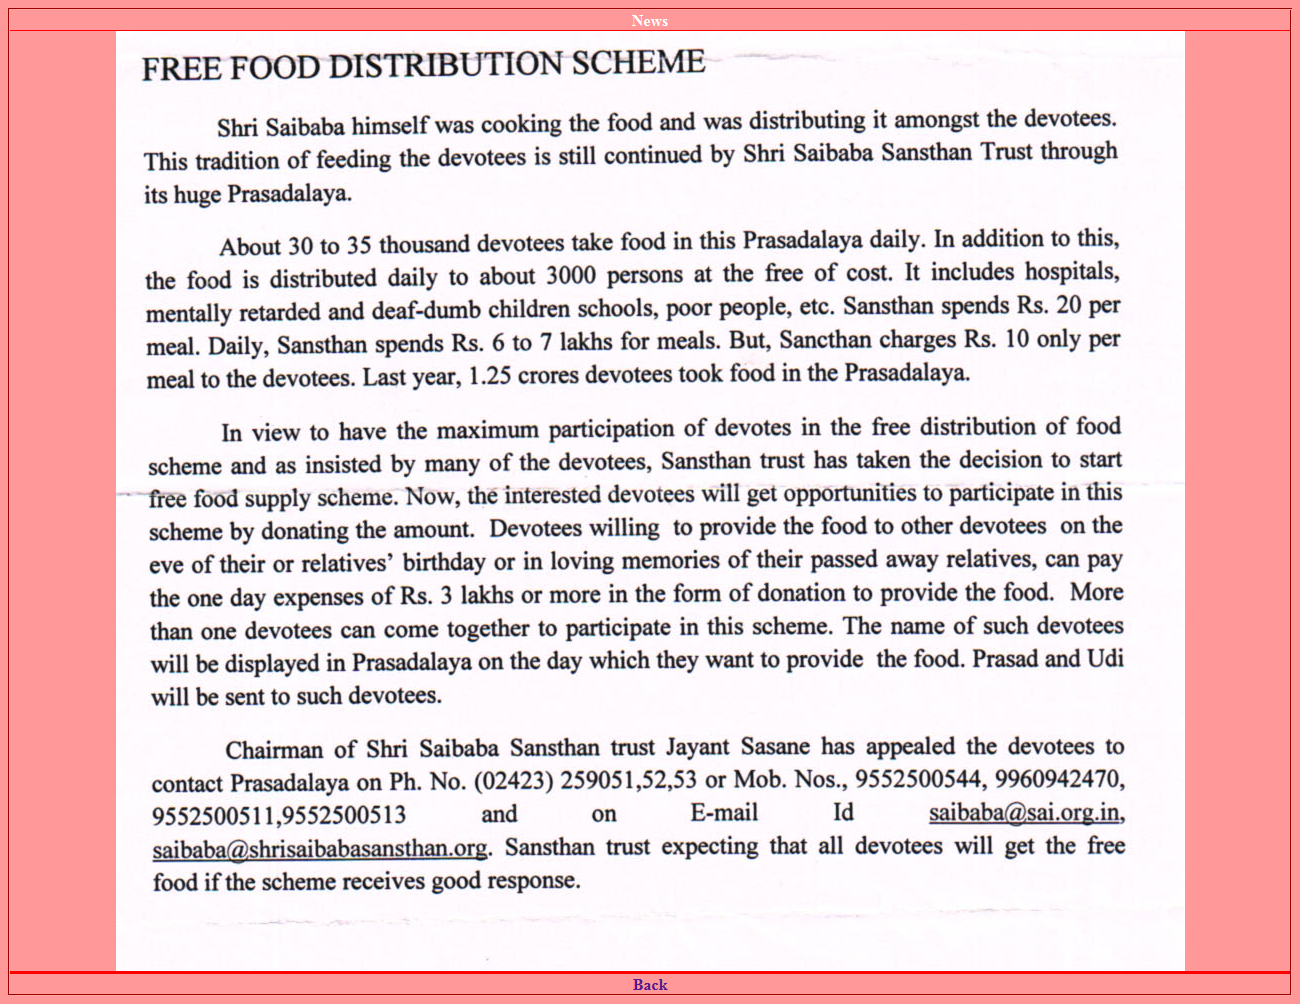 News
FREE FOOD DISTRIBUTION SCHEME
Shri Saibaba himself was cooking the food and was distributing it amongst the devotees.
This tradition of feeding the devotees is still continued by Shri Saibaba Sansthan Trust through
its huge Prasadalaya.
About 30 to 35 thousand devotees take food in this Prasadalaya daily. In addition to this,
the food is distributed daily to about 3000 persons at the free of cost. It includes hospitals,
mentally retarded and deaf-dumb children schools, poor people, etc. Sansthan spends Rs. 20 per
meal. Daily, Sansthan spends Rs. 6 to 7 lakhs for meals. But, Sancthan charges Rs. 10 only per
meal to the devotees. Last year, 1.25 crores devotees took food in the Prasadalaya.
In view to have the maximum participation of devotes in the free distribution of food
scheme and as insisted by many of the devotees, Sansthan trust has taken the decision to start
free food supply scheme. Now, the interested devotees will get opportunities to participate in this
scheme by donating the amount. Devotees willing to provide the food to other devotees on the
eve of their or relatives’ birthday or in loving memories of their passed away relatives, can pay
the one day expenses of Rs. 3 lakhs or more in the form of donation to provide the food. More
than one devotees can come together to participate in this scheme. The name of such devotees
will be displayed in Prasadalaya on the day which they want to provide the food. Prasad and Udi
will be sent to such devotees.
Chairman of Shri Saibaba Sansthan trust Jayant Sasane has appealed the devotees to
contact Prasadalaya on Ph. No. (02423) 259051,52,53 or Mob. Nos., 9552500544, 9960942470,
9552500511,9552500513 and on E-mail Id saibaba@sai.org.in,
saibaba@shrisaibabasansthan.org. Sansthan trust expecting that all devotees will get the free
food if the scheme receives good response.
Back